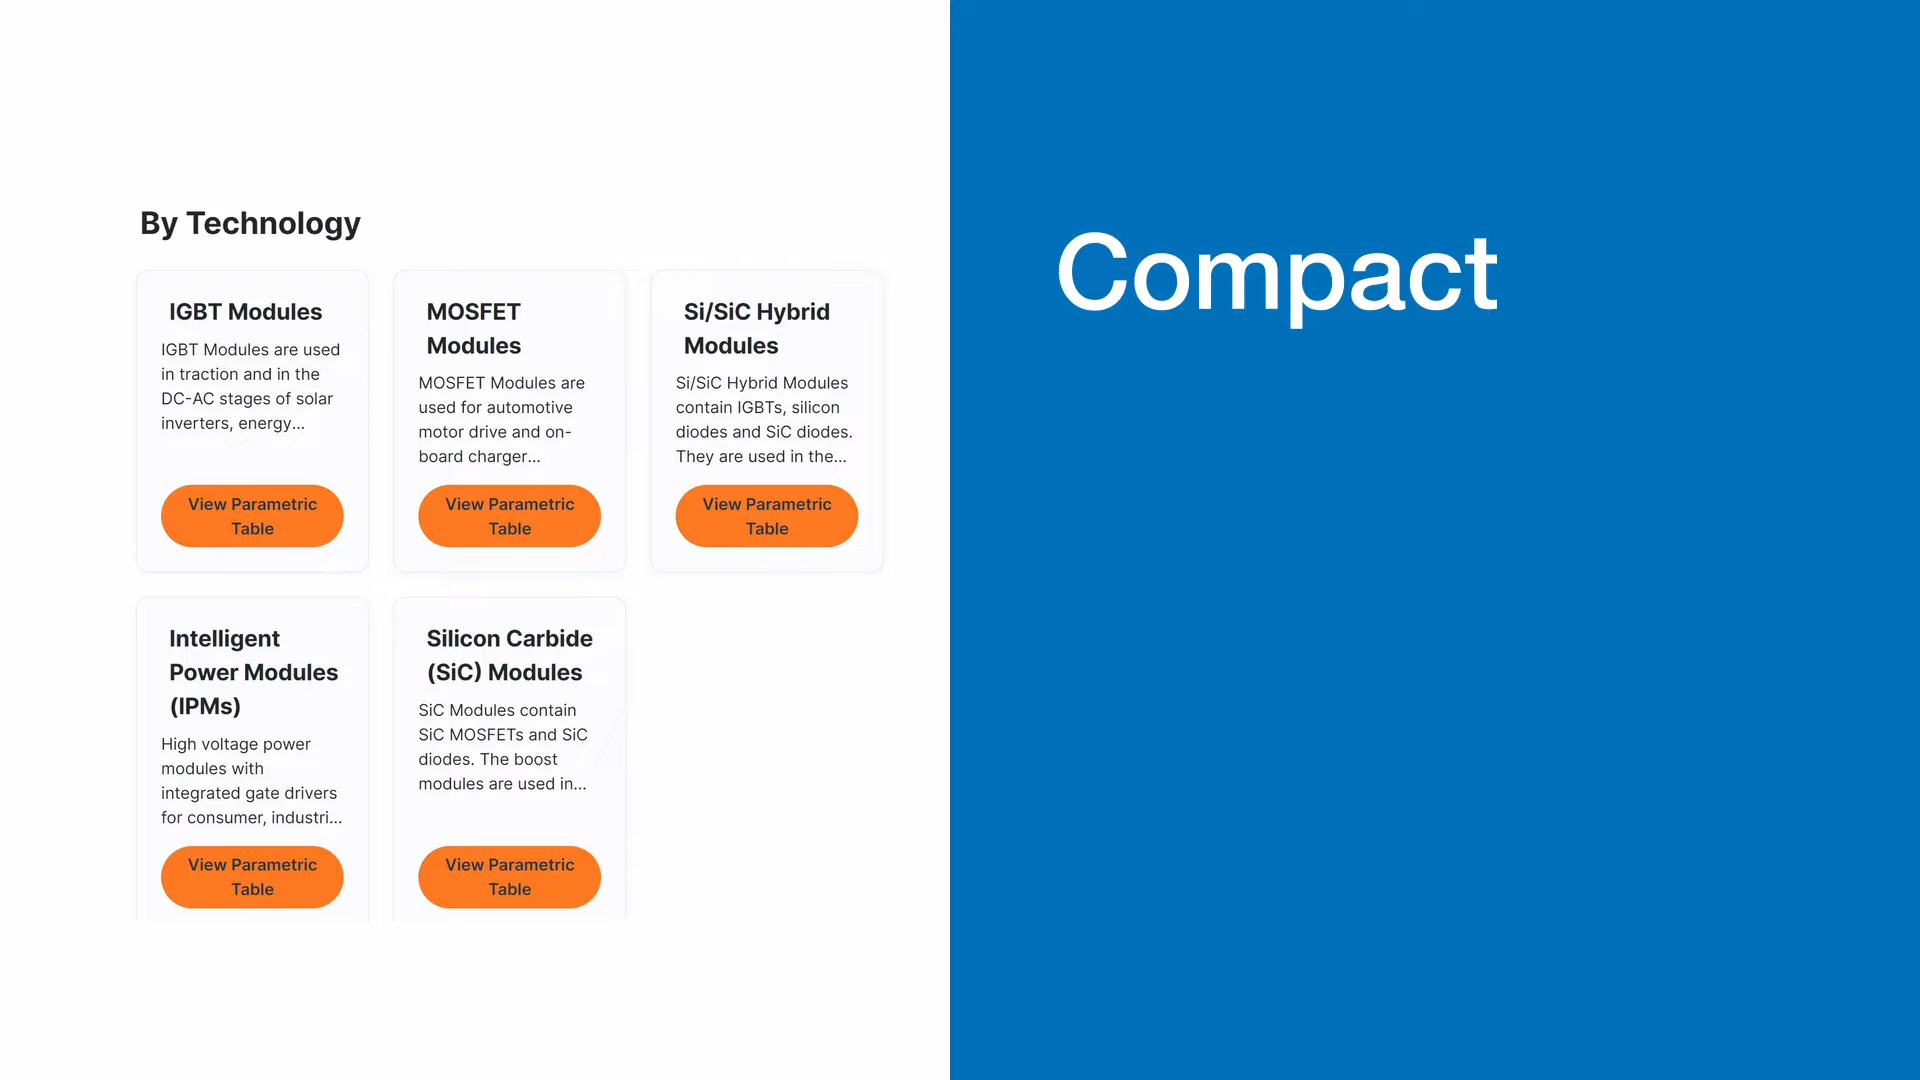 By Technology
IGBT Modules
IGBT Modules are used
in traction and in the
DC-AC stages of solar
inverters, energy...
View Parametric
Table
MOSFET
Modules
MOSFET Modules are
used for automotive
motor drive and on-
board charger...
View Parametric
Table
Si/SiC Hybrid
Modules
Si/SiC Hybrid Modules
contain IGBTs, silicon
diodes and SiC diodes.
They are used in the...
View Parametric
Table
Intelligent
Power Modules
(IPMs)
High voltage power
modules with
integrated gate drivers
for consumer, industri...
View Parametric
Table
Silicon Carbide
(SiC) Modules
SiC Modules contain
SiC MOSFETs and SiC
diodes. The boost
modules are used in...
View Parametric
Table
Compact